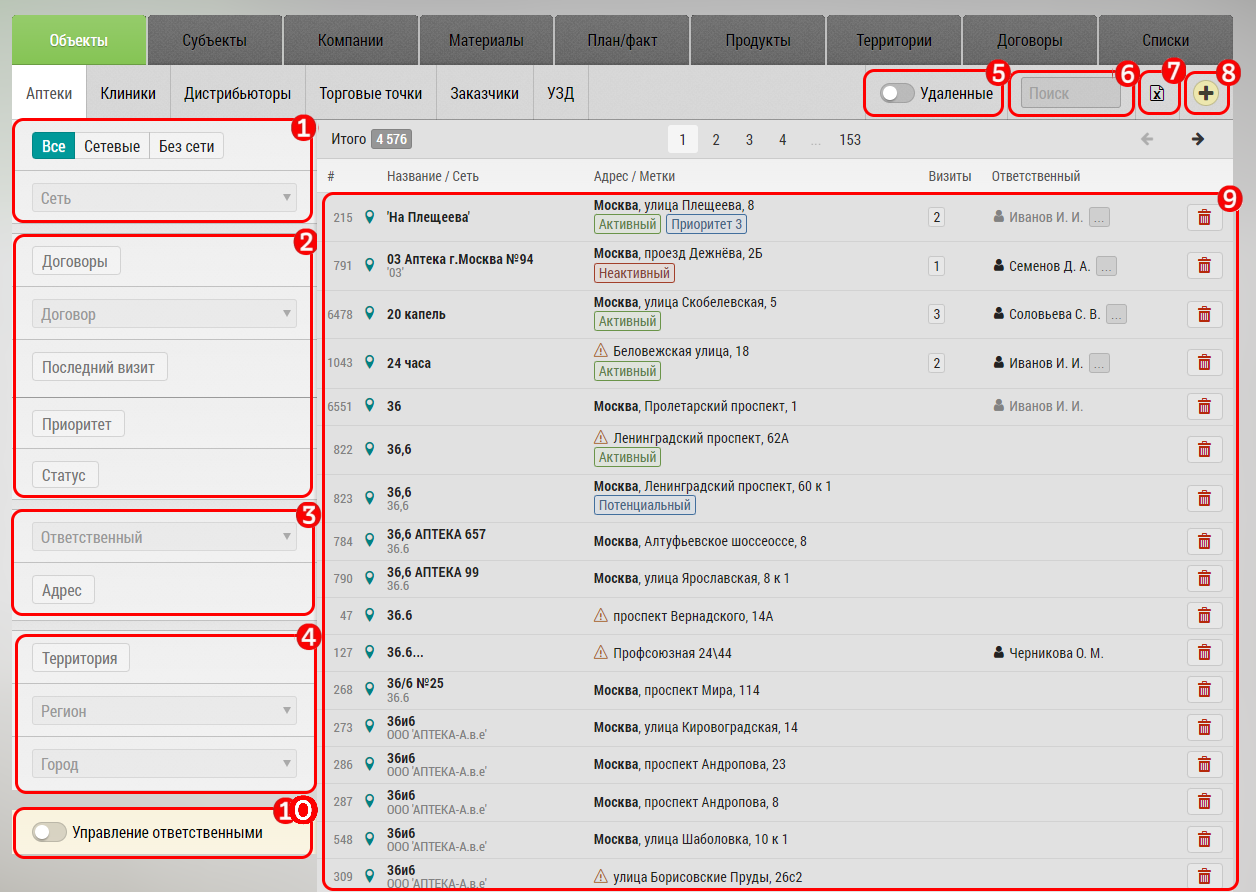 Объекты Субъекты Компании Материалы План/факт Продукты Территории Договоры Списки
Аптеки Клиники Дистрибьюторы Торговые точки Заказчики УЗД Удаленные 5 Поиск 6 7 8
1
Все Сетевые Без сети
Сеть
2
Договоры
Договор
Последний визит
Приоритет
Статус
3
Ответственный
Адрес
4
Территория
Регион
Город
10
Управление ответственными
Итого 4 576 1 2 3 4 ... 153
# Название / Сеть Адрес / Метки Визиты Ответственный
9
215 'На Плещеева' Москва, улица Плещеева, 8 2 Иванов И. И. ...
Активный Приоритет 3
791 03 Аптека г.Москва №94 Москва, проезд Дежнёва, 2Б 1 Семенов Д. А. ...
'03' Неактивный
6478 20 капель Москва, улица Скобелевская, 5 3 Соловьева С. В. ...
Активный
1043 24 часа Беловежская улица, 18 2 Иванов И. И. ...
Активный
6551 36 Москва, Пролетарский проспект, 1 Иванов И. И.
822 36,6 Ленинградский проспект, 62А
Активный
823 36,6 Москва, Ленинградский проспект, 60 к 1
36,6 Потенциальный
784 36,6 АПТЕКА 657 Москва, Алтуфьевское шоссеоссе, 8
36.6
790 36,6 АПТЕКА 99 Москва, улица Ярославская, 8 к 1
36.6
47 36.6 проспект Вернадского, 14А
127 36.6... Профсоюзная 24\44 Черникова О. М.
268 36/6 №25 Москва, проспект Мира, 114
36.6
273 36и6 Москва, улица Кировоградская, 14
ООО 'АПТЕКА-А.в.е'
286 36и6 Москва, проспект Андропова, 23
ООО 'АПТЕКА-А.в.е'
287 36и6 Москва, проспект Андропова, 8
ООО 'АПТЕКА-А.в.е'
548 36и6 Москва, улица Шаболовка, 10 к 1
ООО 'АПТЕКА-А.в.е'
309 36и6 улица Борисовские Пруды, 26с2
ООО 'АПТЕКА-А.в.е'